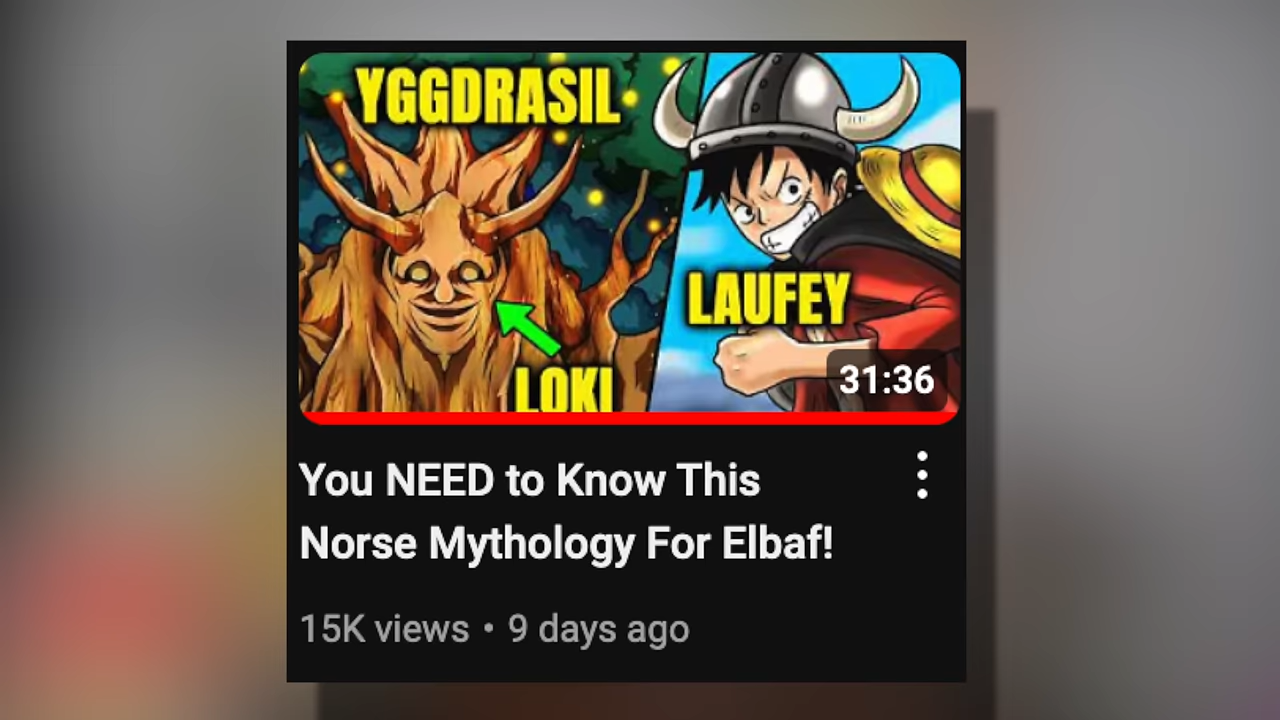 YGGDRASIL
LAUFEY
LOKI
31:36
You NEED to Know This
Norse Mythology For Elbaf!
15K views • 9 days ago